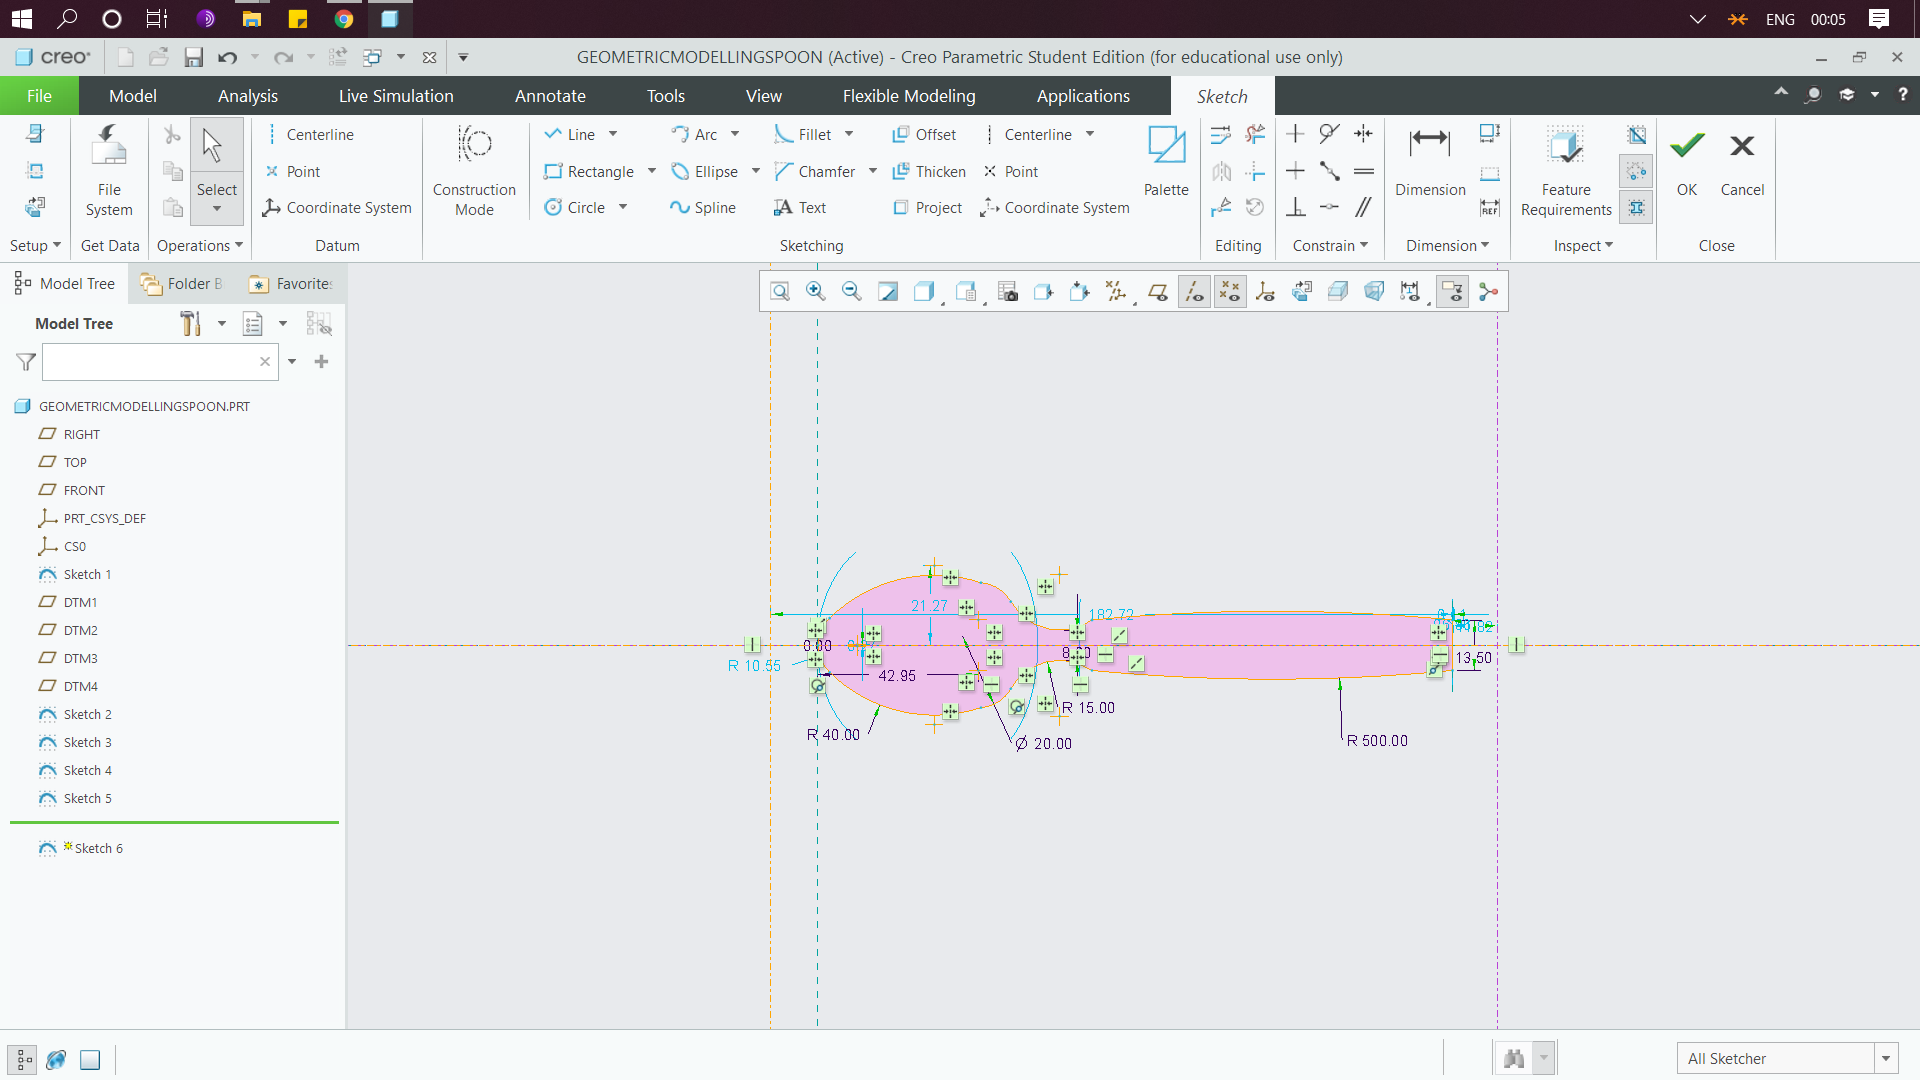 ENG 00:05
creo
GEOMETRICMODELLINGSPOON (Active) - Creo Parametric Student Edition (for educational use only)
File Model Analysis Live Simulation Annotate Tools View Flexible Modeling Applications Sketch
Centerline Line Arc Fillet Offset Centerline
Point Rectangle Ellipse Chamfer Thicken Point
File System Select Construction Mode Palette Dimension Feature Requirements OK Cancel
Coordinate System Circle Spline Text Project Coordinate System
REF
Setup Get Data Operations Datum Sketching Editing Constrain Dimension Inspect Close
Model Tree Folder B Favorite
Model Tree
GEOMETRICMODELLINGSPOON.PRT
RIGHT
TOP
FRONT
PRT_CSYS_DEF
CS0
Sketch 1
DTM1
DTM2
DTM3
DTM4
Sketch 2
Sketch 3
Sketch 4
Sketch 5
Sketch 6
21.27
182.72
0.00
R 10.55
42.95
13.50
R 15.00
R 40.00
Ø 20.00
R 500.00
All Sketcher